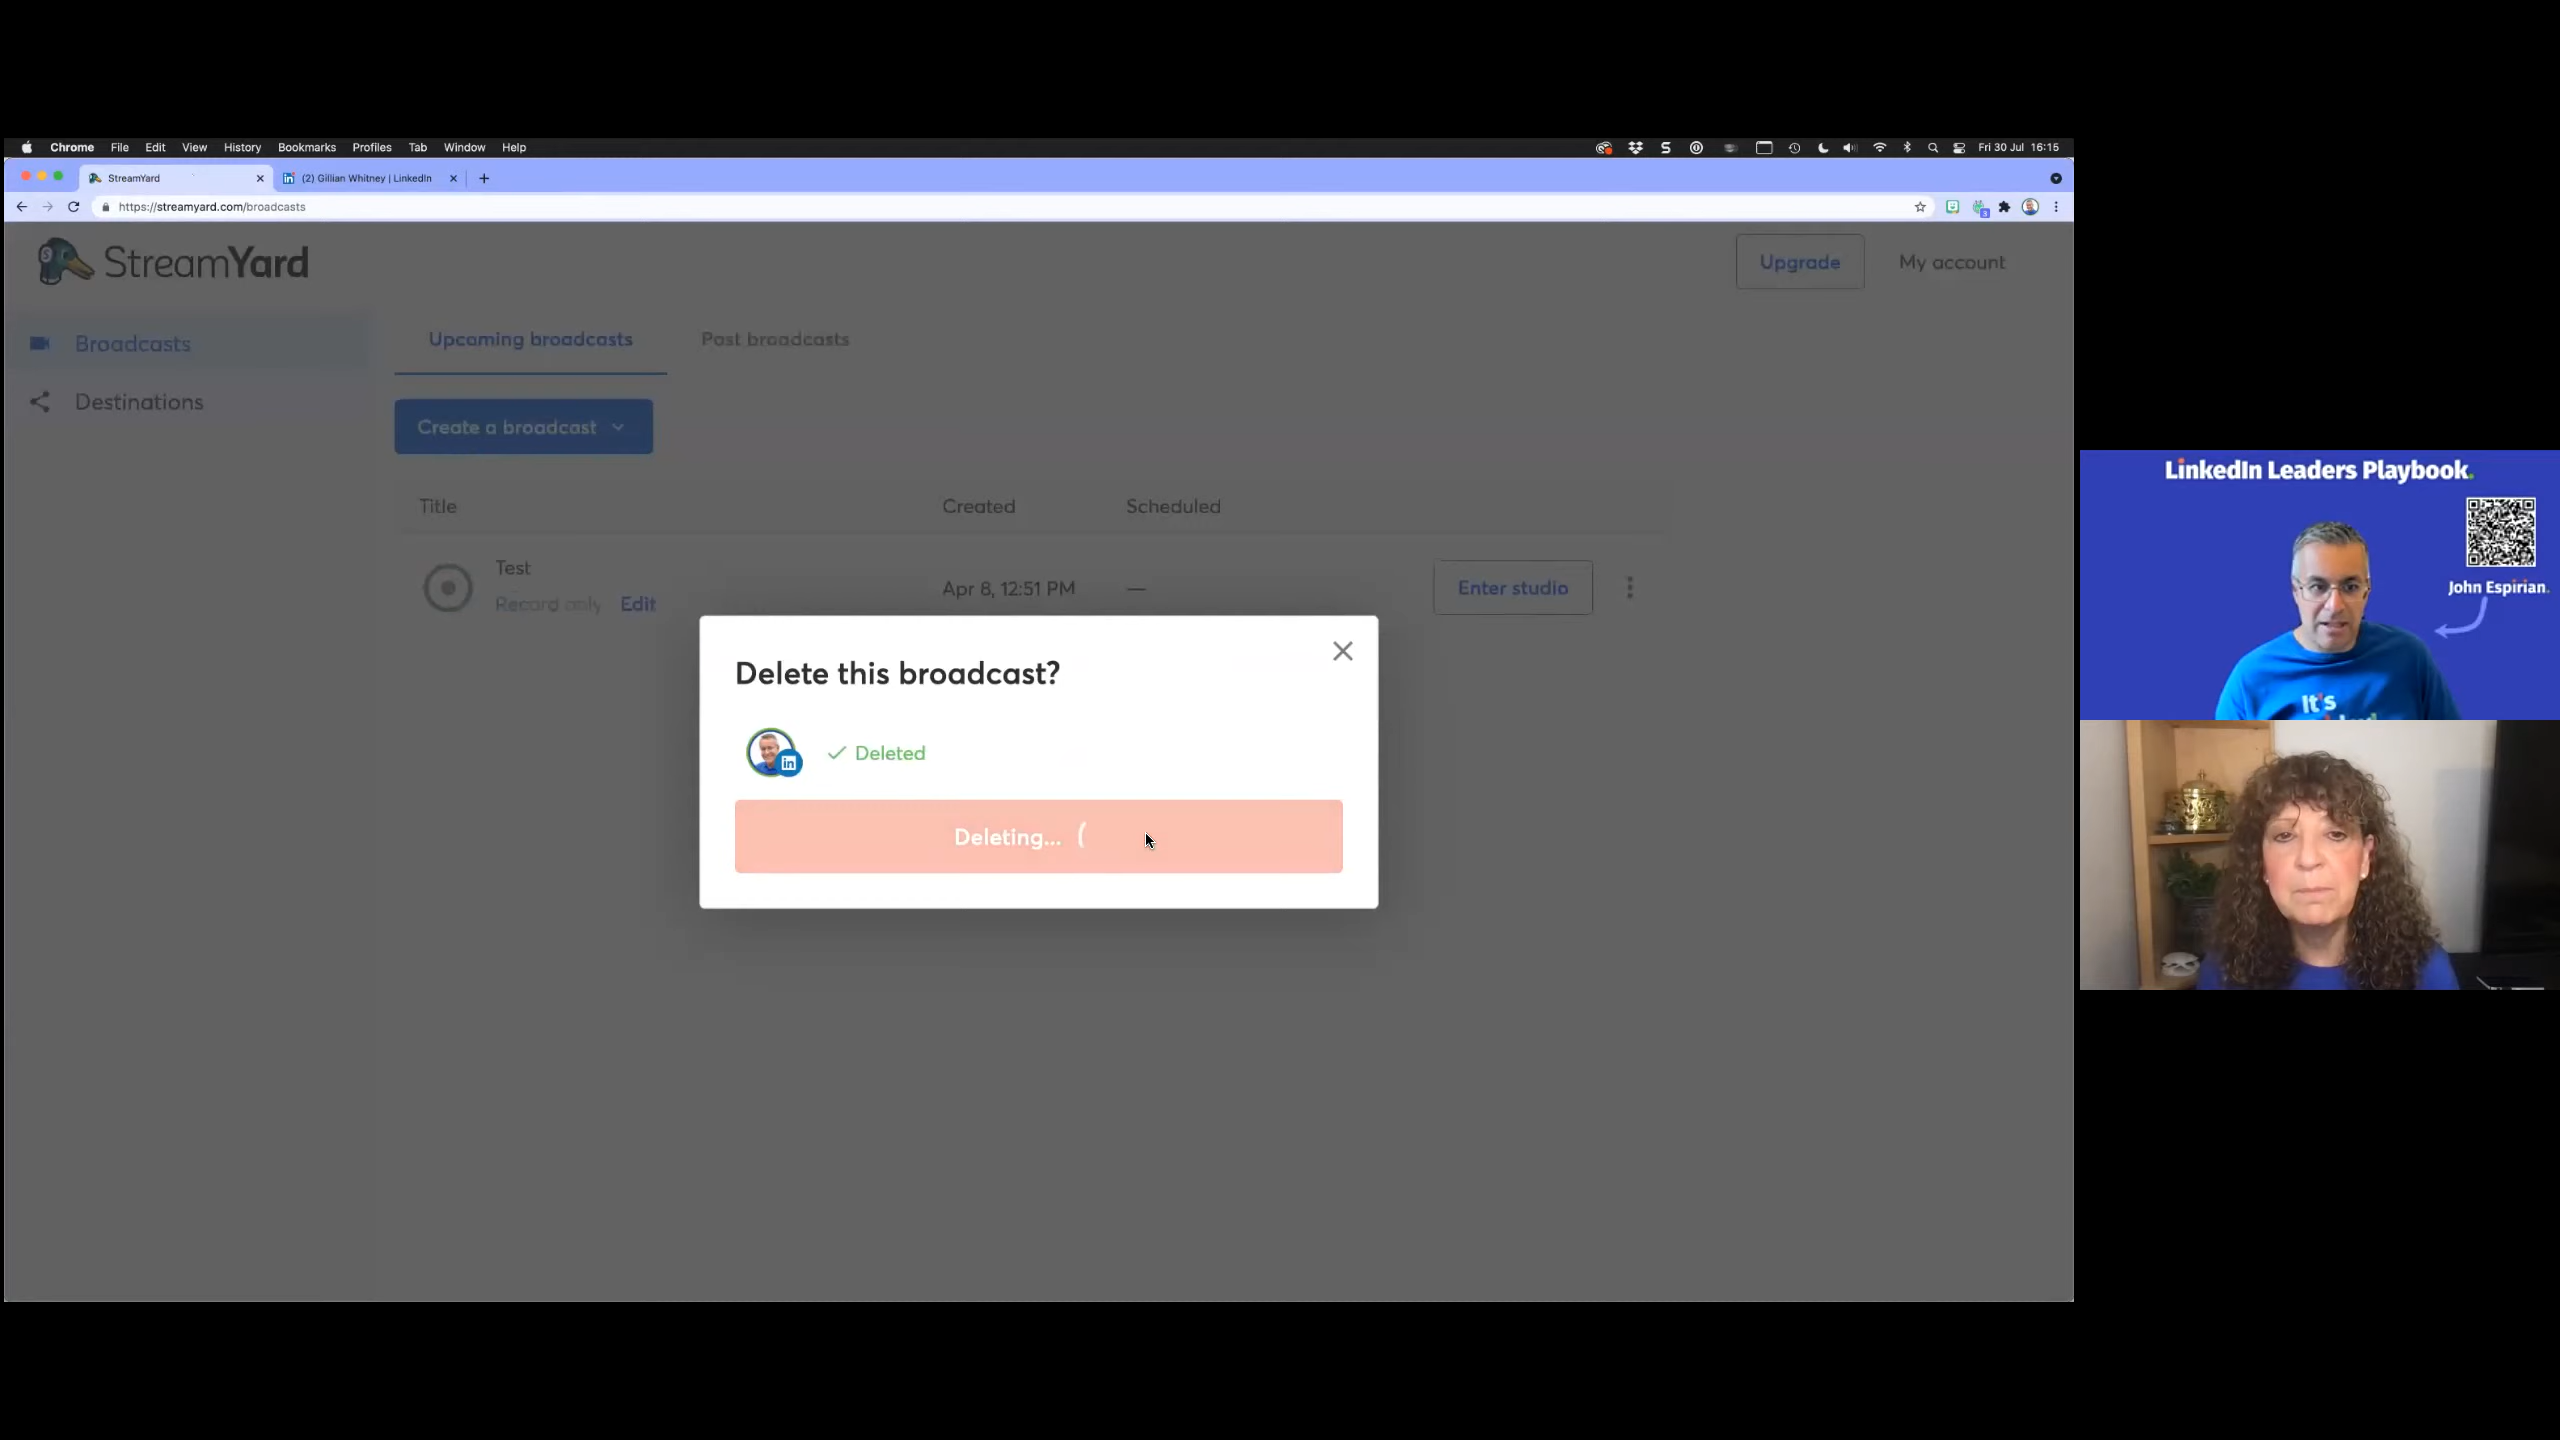 Chrome File Edit View History Bookmarks Profiles Tab Window Help
Fri 30 Jul 16:15
StreamYard
(2) Gillian Whitney | LinkedIn
https://streamyard.com/broadcasts
StreamYard
Upgrade
My account
Broadcasts
Destinations
Upcoming broadcasts
Past broadcasts
Create a broadcast
Title
Created
Scheduled
Test
Record only Edit
Apr 8, 12:51 PM
—
Enter studio
Delete this broadcast?
in
Deleted
Deleting...
LinkedIn Leaders Playbook.
John Espirian.
It's